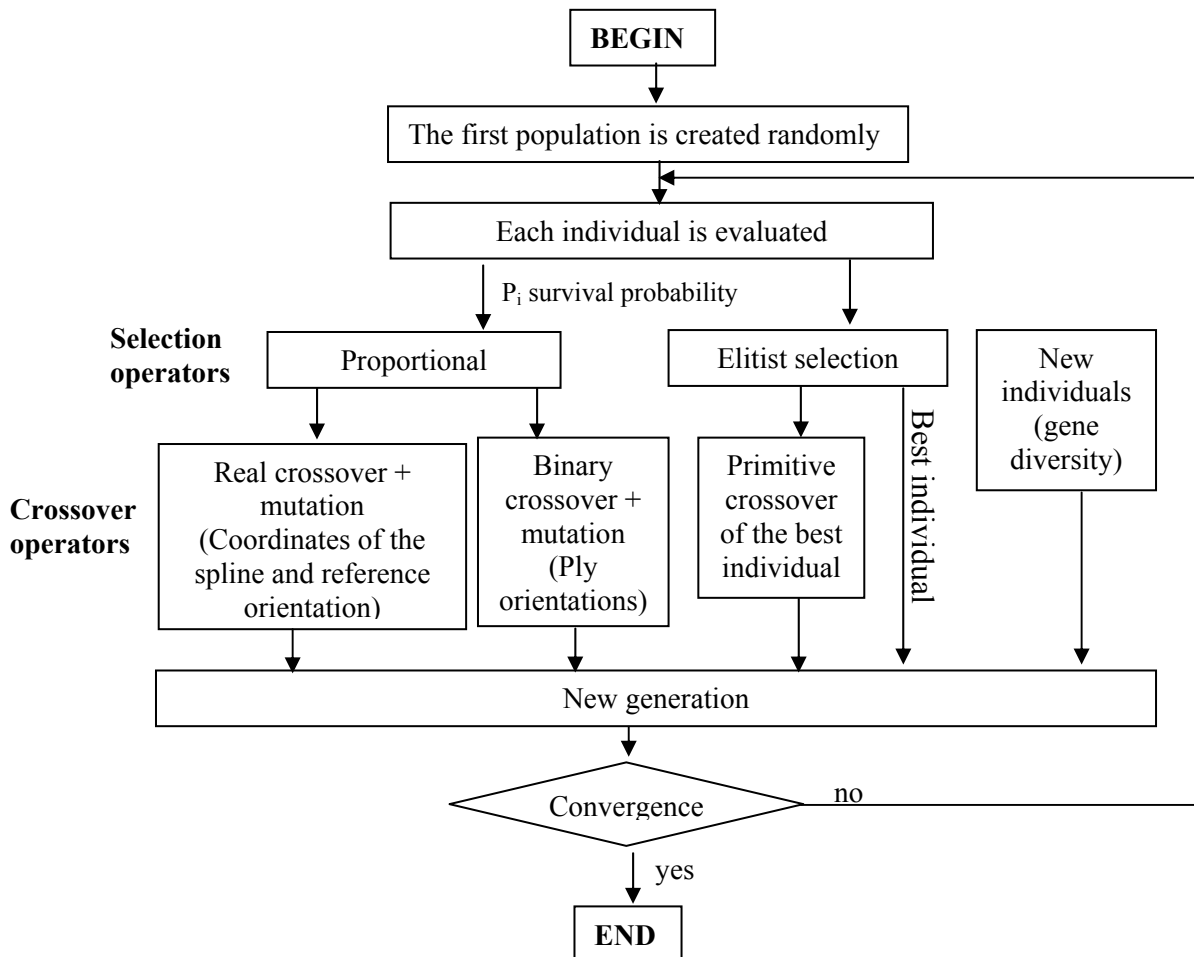 BEGIN
The first population is created randomly
Each individual is evaluated
Pᵢ survival probability
Selection
operators
Proportional
Elitist selection
New
individuals
(gene
diversity)
Best individual
Crossover
operators
Real crossover +
mutation
(Coordinates of the
spline and reference
orientation)
Binary
crossover +
mutation
(Ply
orientations)
Primitive
crossover
of the best
individual
New generation
Convergence
no
yes
END